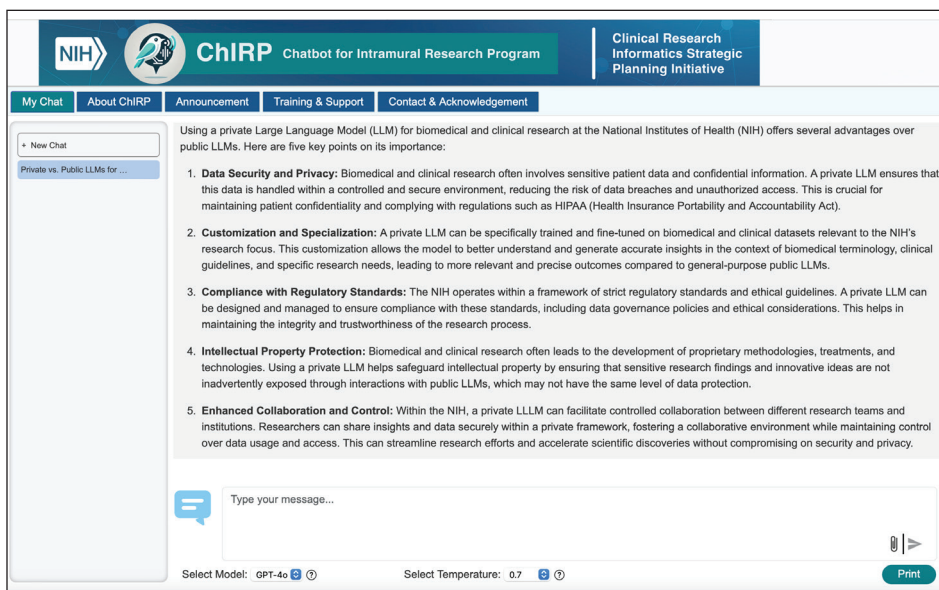 NIH
ChIRP Chatbot for Intramural Research Program
Clinical Research
Informatics Strategic
Planning Initiative
My Chat
About ChIRP
Announcement
Training & Support
Contact & Acknowledgement
+ New Chat
Private vs. Public LLMs for ...
Using a private Large Language Model (LLM) for biomedical and clinical research at the National Institutes of Health (NIH) offers several advantages over
public LLMs. Here are five key points on its importance:
1. Data Security and Privacy: Biomedical and clinical research often involves sensitive patient data and confidential information. A private LLM ensures that
this data is handled within a controlled and secure environment, reducing the risk of data breaches and unauthorized access. This is crucial for
maintaining patient confidentiality and complying with regulations such as HIPAA (Health Insurance Portability and Accountability Act).
2. Customization and Specialization: A private LLM can be specifically trained and fine-tuned on biomedical and clinical datasets relevant to the NIH's
research focus. This customization allows the model to better understand and generate accurate insights in the context of biomedical terminology, clinical
guidelines, and specific research needs, leading to more relevant and precise outcomes compared to general-purpose public LLMs.
3. Compliance with Regulatory Standards: The NIH operates within a framework of strict regulatory standards and ethical guidelines. A private LLM can
be designed and managed to ensure compliance with these standards, including data governance policies and ethical considerations. This helps in
maintaining the integrity and trustworthiness of the research process.
4. Intellectual Property Protection: Biomedical and clinical research often leads to the development of proprietary methodologies, treatments, and
technologies. Using a private LLM helps safeguard intellectual property by ensuring that sensitive research findings and innovative ideas are not
inadvertently exposed through interactions with public LLMs, which may not have the same level of data protection.
5. Enhanced Collaboration and Control: Within the NIH, a private LLLM can facilitate controlled collaboration between different research teams and
institutions. Researchers can share insights and data securely within a private framework, fostering a collaborative environment while maintaining control
over data usage and access. This can streamline research efforts and accelerate scientific discoveries without compromising on security and privacy.
Type your message...
Select Model: GPT-4o ?
Select Temperature: 0.7 ?
Print